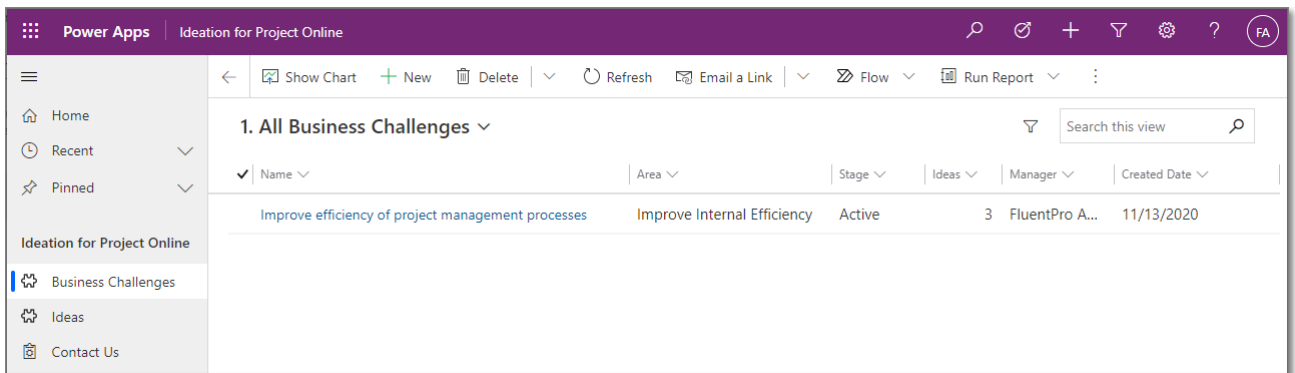 Power Apps Ideation for Project Online ? FA
Show Chart New Delete Refresh Email a Link Flow Run Report
Home
Recent
Pinned
Ideation for Project Online
Business Challenges
Ideas
Contact Us
1. All Business Challenges
Search this view
Name Area Stage Ideas Manager Created Date
Improve efficiency of project management processes Improve Internal Efficiency Active 3 FluentPro A... 11/13/2020